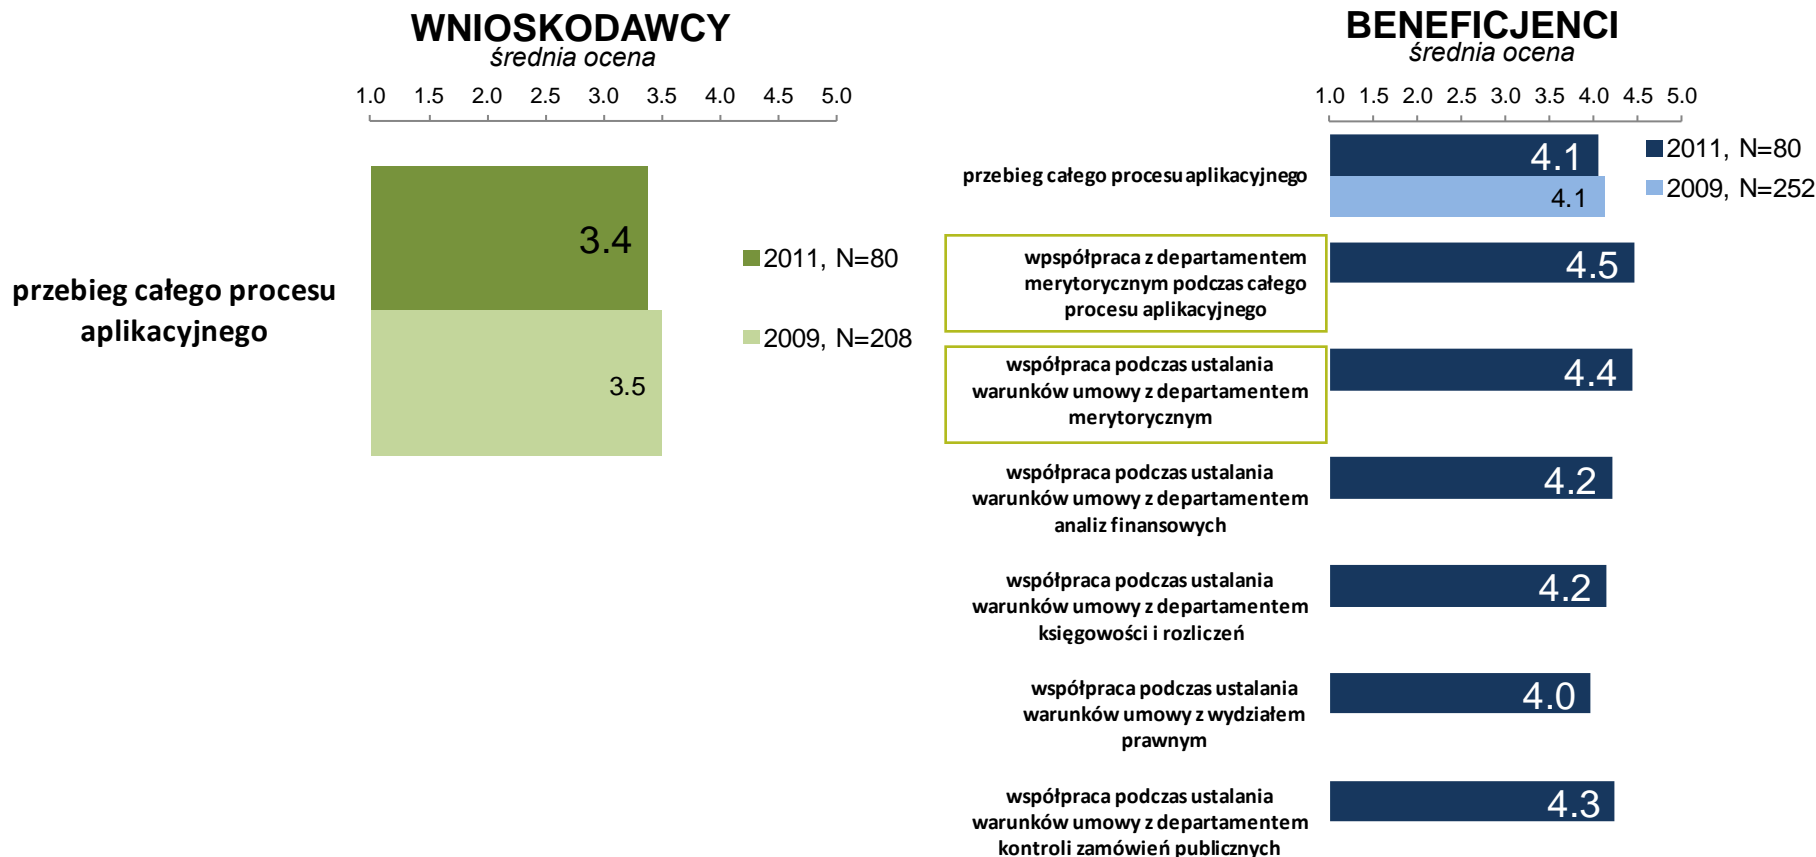 WNIOSKODAWCY
średnia ocena
1.0 1.5 2.0 2.5 3.0 3.5 4.0 4.5 5.0
przebieg całego procesu
aplikacyjnego
3.4
3.5
2011, N=80
2009, N=208
BENEFICJENCI
średnia ocena
1.0 1.5 2.0 2.5 3.0 3.5 4.0 4.5 5.0
przebieg całego procesu aplikacyjnego
4.1
4.1
2011, N=80
2009, N=252
wpspółpraca z departamentem
merytorycznym podczas całego
procesu aplikacyjnego
4.5
współpraca podczas ustalania
warunków umowy z departamentem
merytorycznym
4.4
współpraca podczas ustalania
warunków umowy z departamentem
analiz finansowych
4.2
współpraca podczas ustalania
warunków umowy z departamentem
księgowości i rozliczeń
4.2
współpraca podczas ustalania
warunków umowy z wydziałem
prawnym
4.0
współpraca podczas ustalania
warunków umowy z departamentem
kontroli zamówień publicznych
4.3